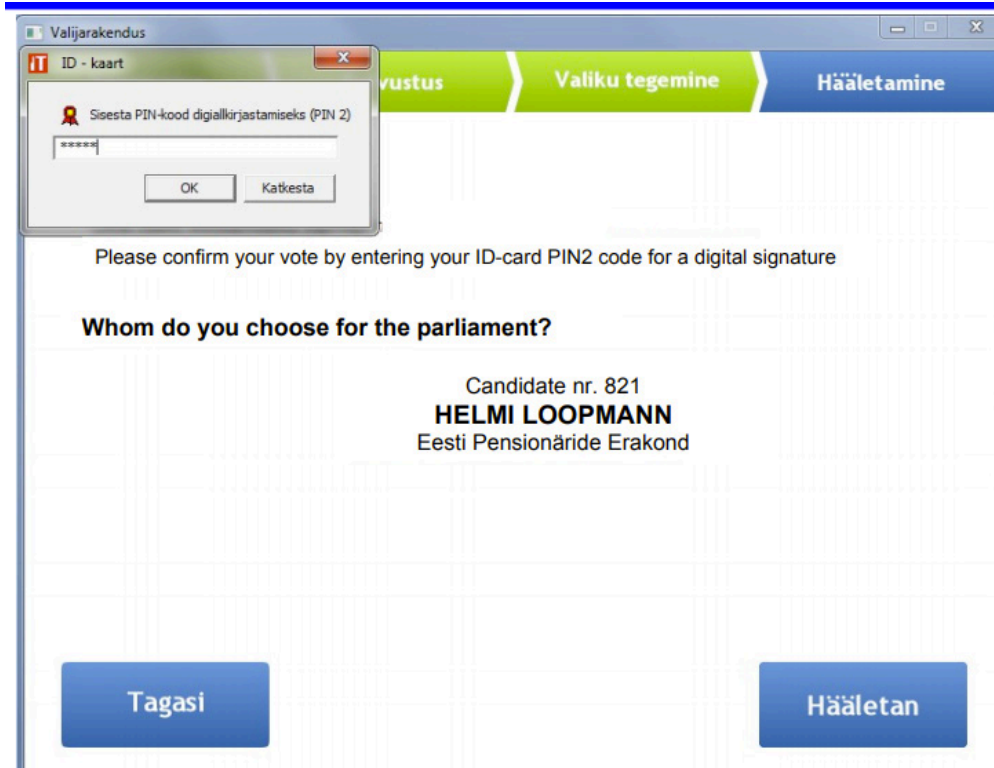 Valijarakendus
ID - kaart
vustus
Valiku tegemine
Hääletamine
Sisesta PIN-kood digiallkirjastamiseks (PIN 2)
*****
OK
Katkesta
Please confirm your vote by entering your ID-card PIN2 code for a digital signature
Whom do you choose for the parliament?
Candidate nr. 821
HELMI LOOPMANN
Eesti Pensionäride Erakond
Tagasi
Hääletan